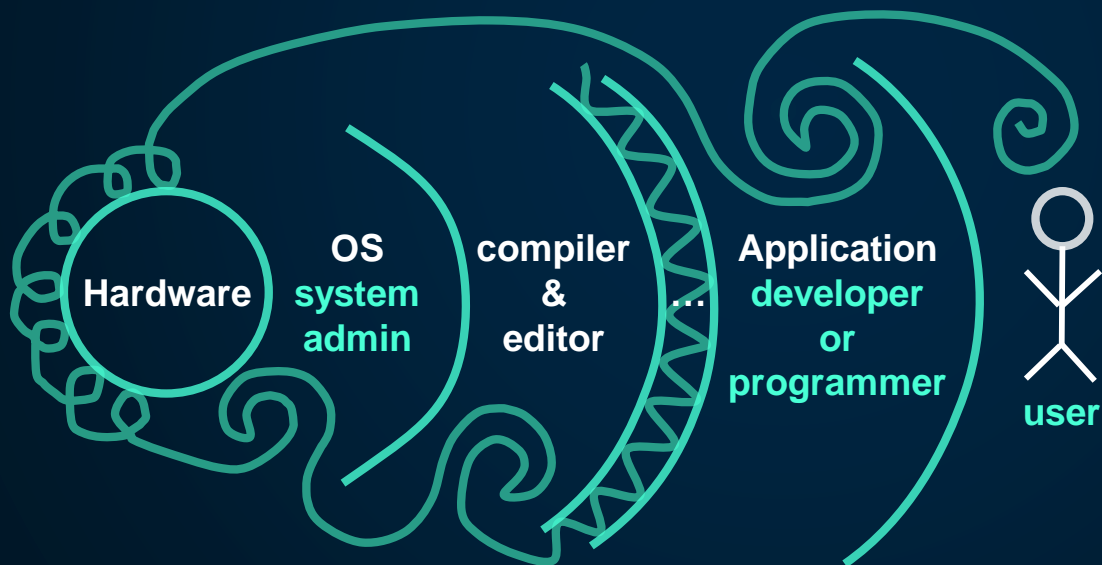 Hardware
OS
system
admin
compiler
&
editor
...
Application
developer
or
programmer
user